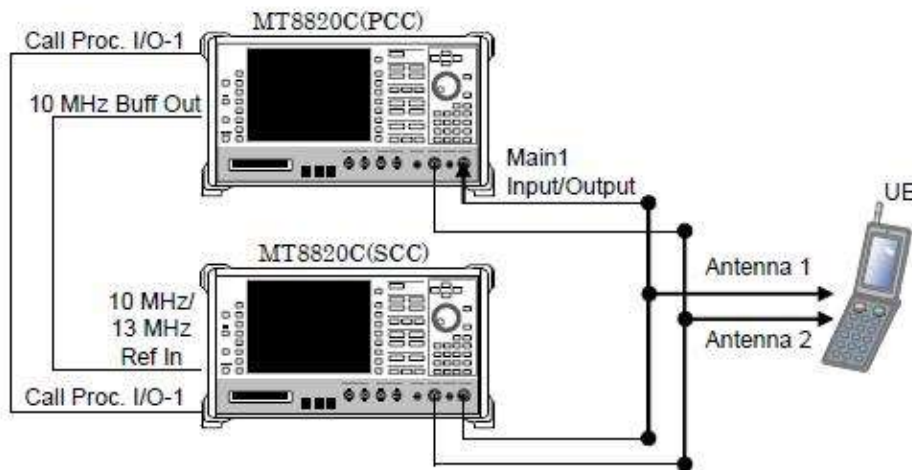 MT8820C(PCC)
Call Proc. I/O-1
10 MHz Buff Out
Main1
Input/Output
UE
MT8820C(SCC)
Antenna 1
10 MHz/
13 MHz
Ref In
Antenna 2
Call Proc. I/O-1